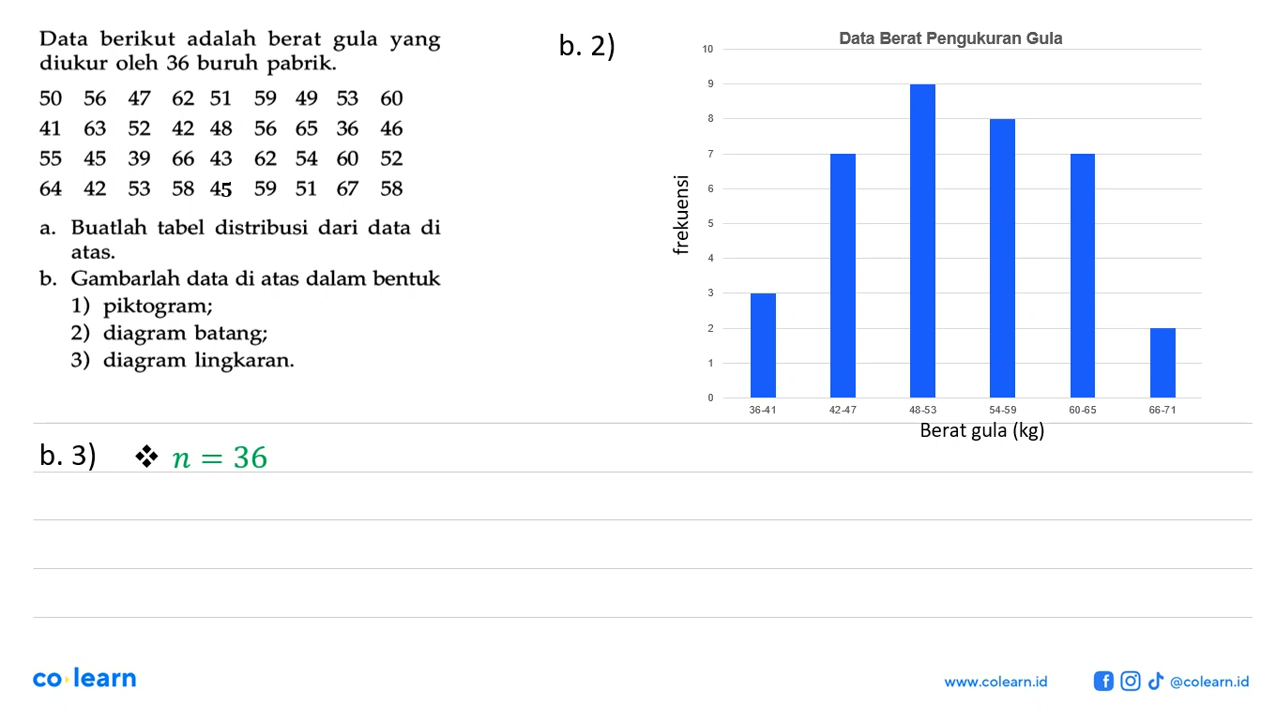 Data berikut adalah berat gula yang
diukur oleh 36 buruh pabrik.
50 56 47 62 51 59 49 53 60
41 63 52 42 48 56 65 36 46
55 45 39 66 43 62 54 60 52
64 42 53 58 45 59 51 67 58
a. Buatlah tabel distribusi dari data di
atas.
b. Gambarlah data di atas dalam bentuk
1) piktogram;
2) diagram batang;
3) diagram lingkaran.
b. 2)
Data Berat Pengukuran Gula
frekuensi
10
9
8
7
6
5
4
3
2
1
0
36-41 42-47 48-53 54-59 60-65 66-71
Berat gula (kg)
b. 3) ❖ n = 36
co learn
www.colearn.id
@colearn.id